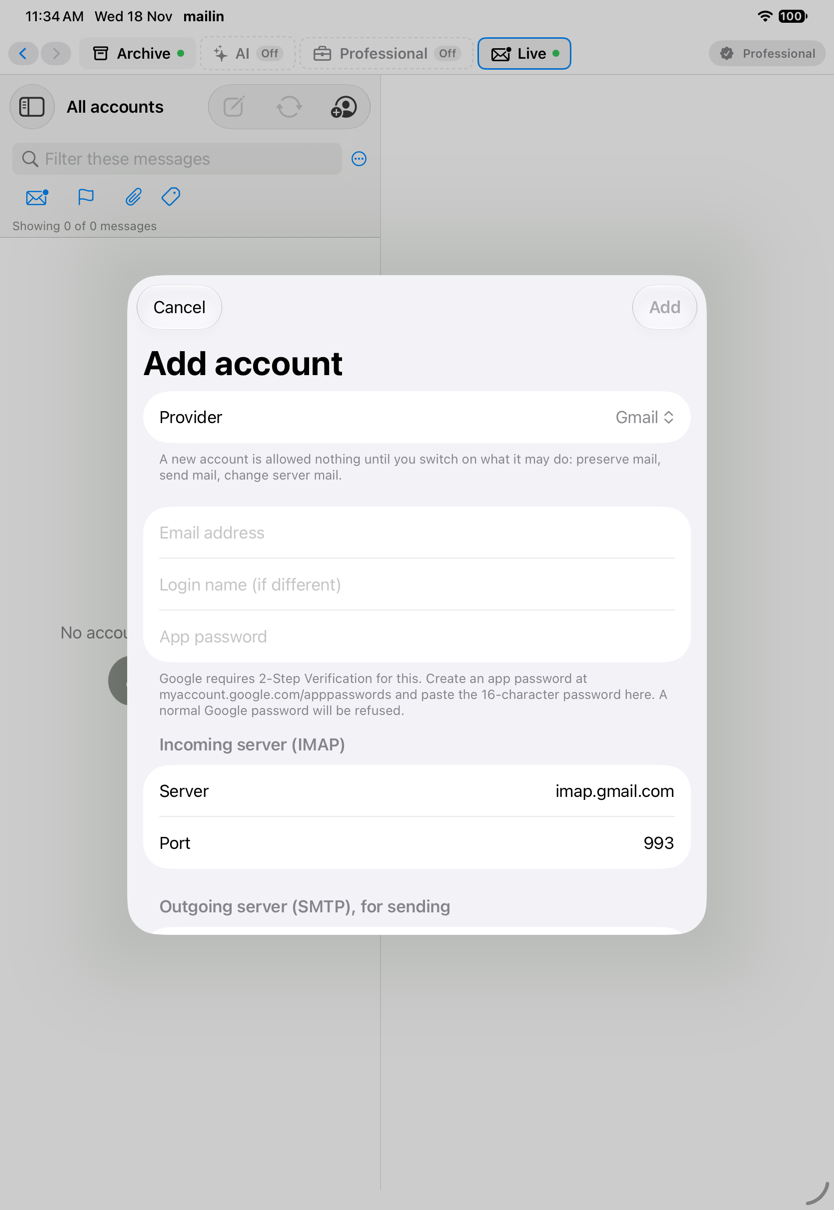 11:34 AM Wed 18 Nov mailin 100
Archive AI Off Professional Off Live Professional
All accounts
Filter these messages
Showing 0 of 0 messages
Cancel Add
Add account
Provider Gmail
A new account is allowed nothing until you switch on what it may do: preserve mail,
send mail, change server mail.
Email address
Login name (if different)
No
App password
Google requires 2-Step Verification for this. Create an app password at
myaccount.google.com/apppasswords and paste the 16-character password here. A
normal Google password will be refused.
Incoming server (IMAP)
Server imap.gmail.com
Port 993
Outgoing server (SMTP), for sending